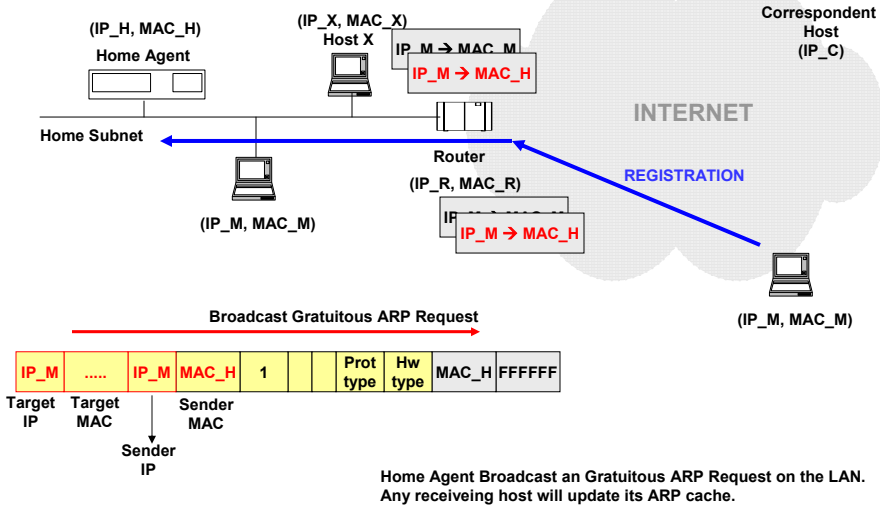 (IP_H, MAC_H)
Home Agent
(IP_X, MAC_X)
Host X
IP_M → MAC_M
IP_M → MAC_H
Correspondent
Host
(IP_C)
INTERNET
Home Subnet
Router
(IP_R, MAC_R)
REGISTRATION
(IP_M, MAC_M)
IP_M → MAC_H
(IP_M, MAC_M)
Broadcast Gratuitous ARP Request
IP_M ..... IP_M MAC_H 1 Prot type Hw type MAC_H FFFFFF
Target IP
Target MAC
Sender MAC
Sender IP
Home Agent Broadcast an Gratuitous ARP Request on the LAN.
Any receiveing host will update its ARP cache.